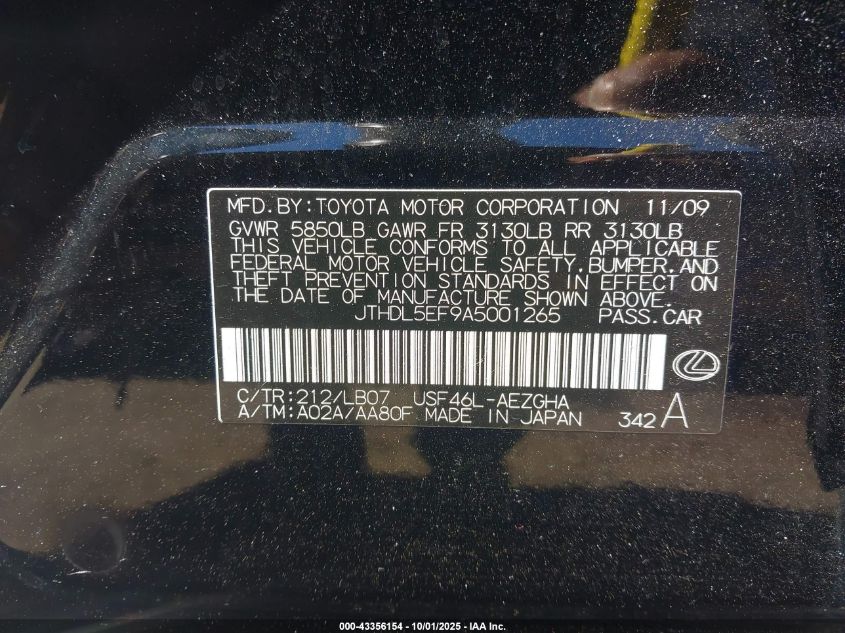 MFD.BY:TOYOTA MOTOR CORPORATION 11/09
GVWR 5850LB GAWR FR 3130LB RR 3130LB
THIS VEHICLE CONFORMS TO ALL APPLICABLE
FEDERAL MOTOR VEHICLE SAFETY,BUMPER,AND
THEFT PREVENTION STANDARDS IN EFFECT ON
THE DATE OF MANUFACTURE SHOWN ABOVE.
JTHDL5EF9A5001265 PASS.CAR
C/TR:212/LB07 USF46L-AEZGHA
A/TM:A02A/AA80F MADE IN JAPAN 342A
000-43356154 - 10/01/2025 - IAA Inc.